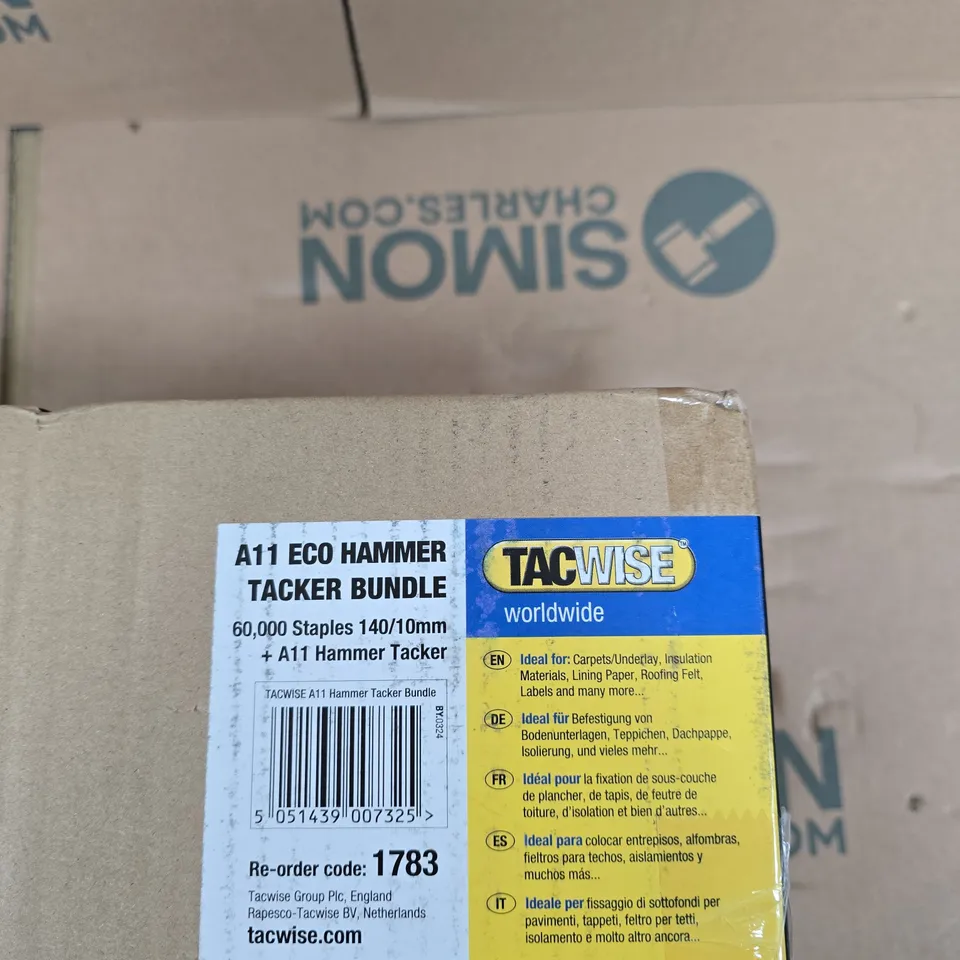 OM
SIMON
CHARLES.COM
A11 ECO HAMMER
TACKER BUNDLE
60,000 Staples 140/10mm
+ A11 Hammer Tacker
TACWISE A11 Hammer Tacker Bundle
BY.0324
5 051439 007325 >
Re-order code: 1783
Tacwise Group Plc, England
Rapesco-Tacwise BV, Netherlands
tacwise.com
TACWISE™
worldwide
EN Ideal for: Carpets/Underlay, Insulation
Materials, Lining Paper, Roofing Felt,
Labels and many more...
DE Ideal für Befestigung von
Bodenunterlagen, Teppichen, Dachpappe,
Isolierung, und vieles mehr...
FR Idéal pour la fixation de sous-couche
de plancher, de tapis, de feutre de
toiture, d'isolation et bien d'autres...
ES Ideal para colocar entrepisos, alfombras,
fieltros para techos, aislamientos y
muchos más...
IT Ideale per fissaggio di sottofondi per
pavimenti, tappeti, feltro per tetti,
isolamento e molto altro ancora...
N
OM